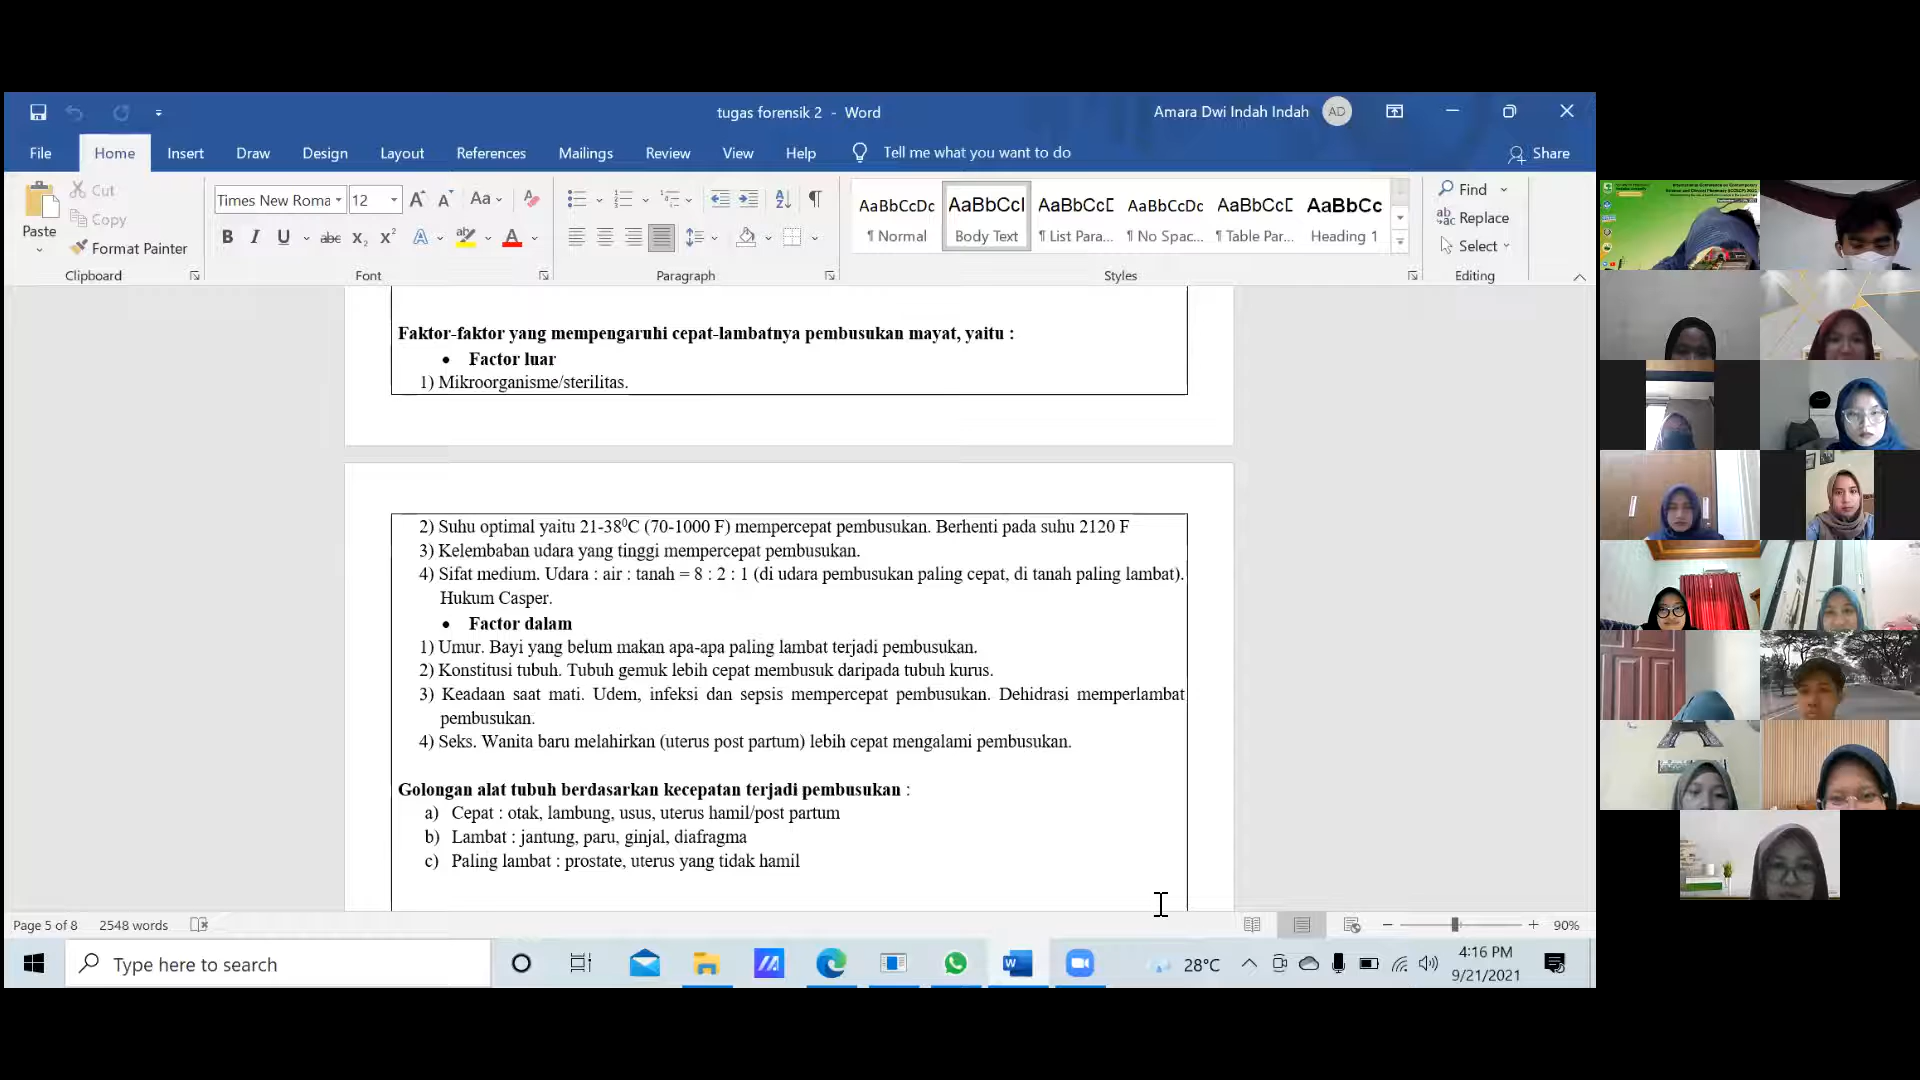 tugas forensik 2 - Word
Amara Dwi Indah Indah
AD
File Home Insert Draw Design Layout References Mailings Review View Help Tell me what you want to do
Share
Paste
Cut
Copy
Format Painter
Clipboard
Times New Roma 12
Font
Paragraph
AaBbCcDc AaBbCcI AaBbCcE AaBbCcDc AaBbCcE AaBbCc
¶ Normal Body Text ¶ List Para... ¶ No Spac... ¶ Table Par... Heading 1
Styles
Find
Replace
Select
Editing
Faktor-faktor yang mempengaruhi cepat-lambatnya pembusukan mayat, yaitu :
• Factor luar
1) Mikroorganisme/sterilitas.
2) Suhu optimal yaitu 21-38⁰C (70-1000 F) mempercepat pembusukan. Berhenti pada suhu 2120 F
3) Kelembaban udara yang tinggi mempercepat pembusukan.
4) Sifat medium. Udara : air : tanah = 8 : 2 : 1 (di udara pembusukan paling cepat, di tanah paling lambat).
Hukum Casper.
• Factor dalam
1) Umur. Bayi yang belum makan apa-apa paling lambat terjadi pembusukan.
2) Konstitusi tubuh. Tubuh gemuk lebih cepat membusuk daripada tubuh kurus.
3) Keadaan saat mati. Udem, infeksi dan sepsis mempercepat pembusukan. Dehidrasi memperlambat
pembusukan.
4) Seks. Wanita baru melahirkan (uterus post partum) lebih cepat mengalami pembusukan.
Golongan alat tubuh berdasarkan kecepatan terjadi pembusukan :
a) Cepat : otak, lambung, usus, uterus hamil/post partum
b) Lambat : jantung, paru, ginjal, diafragma
c) Paling lambat : prostate, uterus yang tidak hamil
Page 5 of 8 2548 words
90%
Type here to search
28°C
4:16 PM
9/21/2021